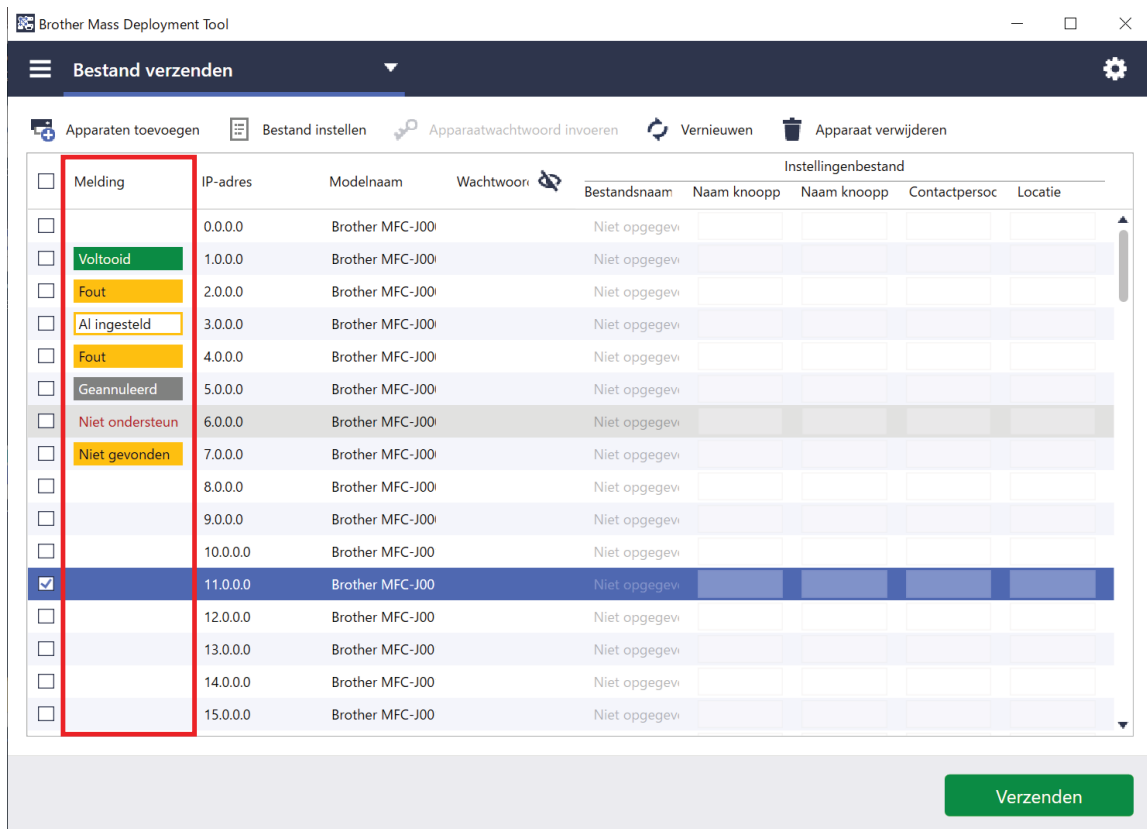 Brother Mass Deployment Tool
Bestand verzenden
Apparaten toevoegen Bestand instellen Apparaatwachtwoord invoeren Vernieuwen Apparaat verwijderen
Instellingenbestand
Melding IP-adres Modelnaam Wachtwoor
Bestandsnaam Naam knoopp Naam knoopp Contactpersoc Locatie
0.0.0.0 Brother MFC-J00 Niet opgegev
Voltooid 1.0.0.0 Brother MFC-J00 Niet opgegev
Fout 2.0.0.0 Brother MFC-J00 Niet opgegev
Al ingesteld 3.0.0.0 Brother MFC-J00 Niet opgegev
Fout 4.0.0.0 Brother MFC-J00 Niet opgegev
Geannuleerd 5.0.0.0 Brother MFC-J00 Niet opgegev
Niet ondersteun 6.0.0.0 Brother MFC-J00 Niet opgegev
Niet gevonden 7.0.0.0 Brother MFC-J00 Niet opgegev
8.0.0.0 Brother MFC-J00 Niet opgegev
9.0.0.0 Brother MFC-J00 Niet opgegev
10.0.0.0 Brother MFC-J00 Niet opgegev
11.0.0.0 Brother MFC-J00 Niet opgegev
12.0.0.0 Brother MFC-J00 Niet opgegev
13.0.0.0 Brother MFC-J00 Niet opgegev
14.0.0.0 Brother MFC-J00 Niet opgegev
15.0.0.0 Brother MFC-J00 Niet opgegev
Verzenden